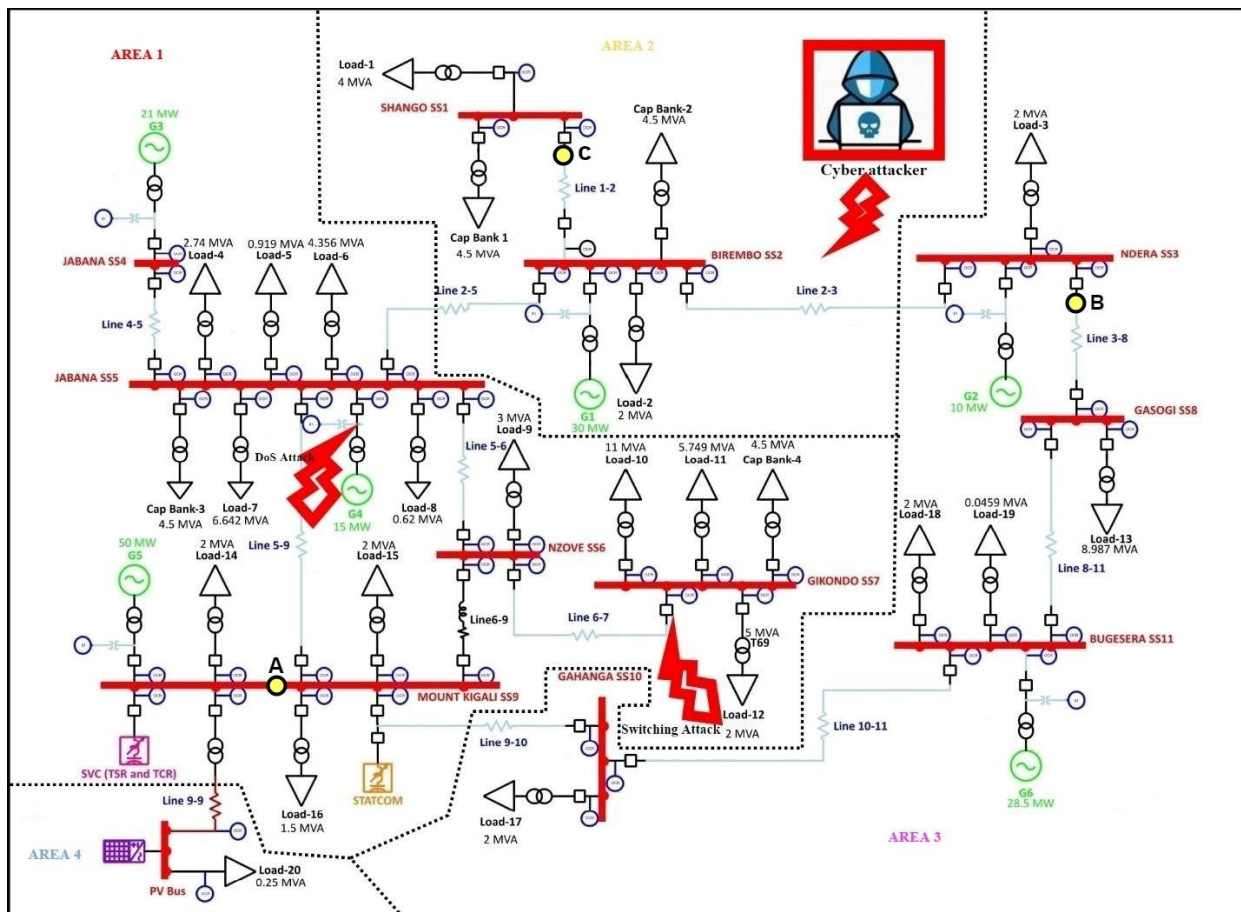 AREA 1
AREA 2
Load-1
4 MVA
SHANGO SS1
Cap Bank-2
4.5 MVA
2 MVA
Load-3
21 MW
G3
C
Line 1-2
Cyber attacker
Cap Bank 1
4.5 MVA
JABANA SS4
2.74 MVA
Load-4
0.919 MVA
Load-5
4.356 MVA
Load-6
BIREMBO SS2
NDERA SS3
Line 4-5
Line 2-5
Line 2-3
B
Line 3-8
JABANA SS5
G1
30 MW
Load-2
2 MVA
G2
10 MW
GASOGI SS8
3 MVA
Load-9
Line 5-6
DoS Attack
11 MVA
Load-10
5.749 MVA
Load-11
4.5 MVA
Cap Bank-4
Cap Bank-3
4.5 MVA
Load-7
6.642 MVA
G4
15 MW
Load-8
0.62 MVA
2 MVA
Load-18
0.0459 MVA
Load-19
Load-13
8.987 MVA
G5
50 MW
2 MVA
Load-14
Line 5-9
2 MVA
Load-15
NZOVE SS6
GIKONDO SS7
Line 8-11
Line6-9
Line 6-7
5 MVA
T69
BUGESERA SS11
A
MOUNT KIGALI SS9
GAHANGA SS10
Load-12
2 MVA
Switching Attack
SVC (TSR and TCR)
Line 9-10
Line 10-11
STATCOM
Line 9-9
Load-16
1.5 MVA
Load-17
2 MVA
G6
28.5 MW
AREA 4
AREA 3
PV Bus
Load-20
0.25 MVA